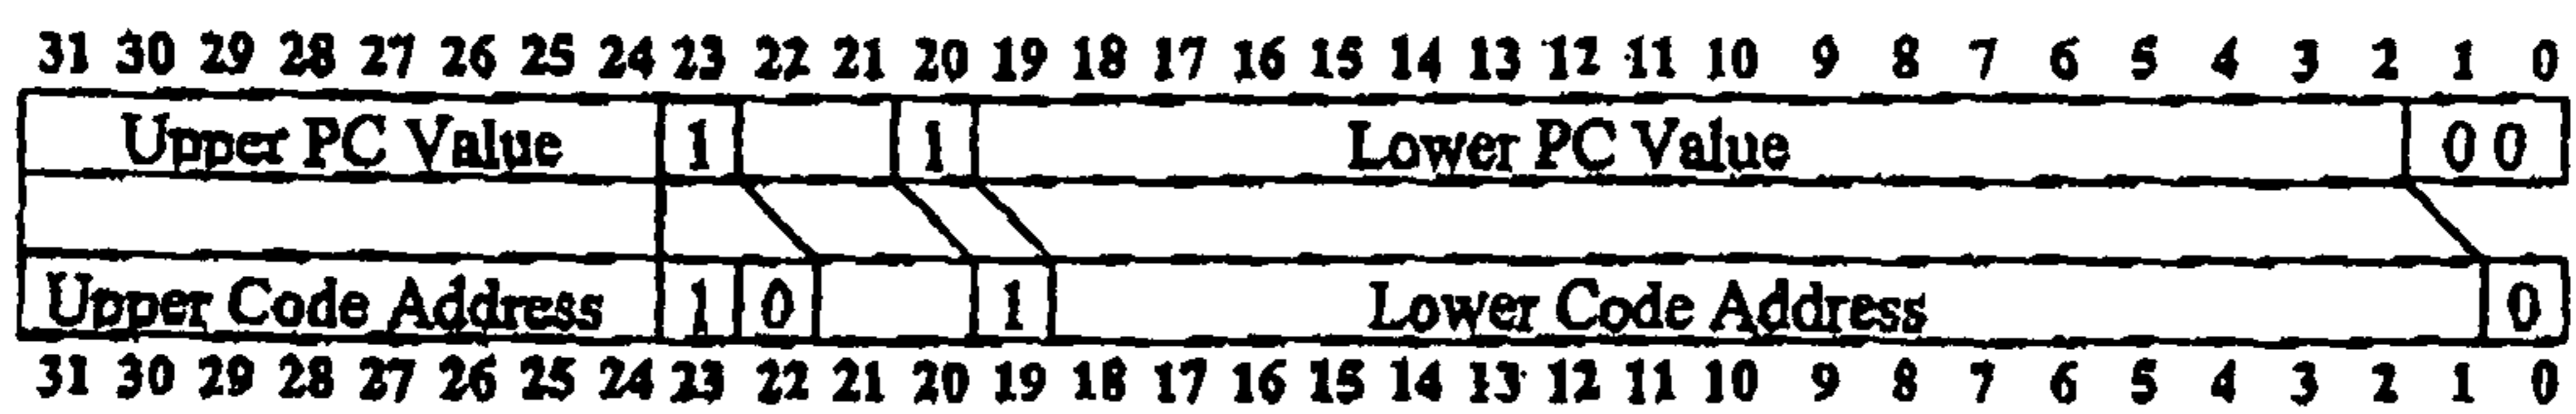 31 30 29 28 27 26 25 24 23 22 21 20 19 18 17 16 15 14 13 12 11 10 9 8 7 6 5 4 3 2 1 0
Upper PC Value 1 1 Lower PC Value 0 0
Upper Code Address 1 0 1 Lower Code Address 0
31 30 29 28 27 26 25 24 23 22 21 20 19 18 17 16 15 14 13 12 11 10 9 8 7 6 5 4 3 2 1 0